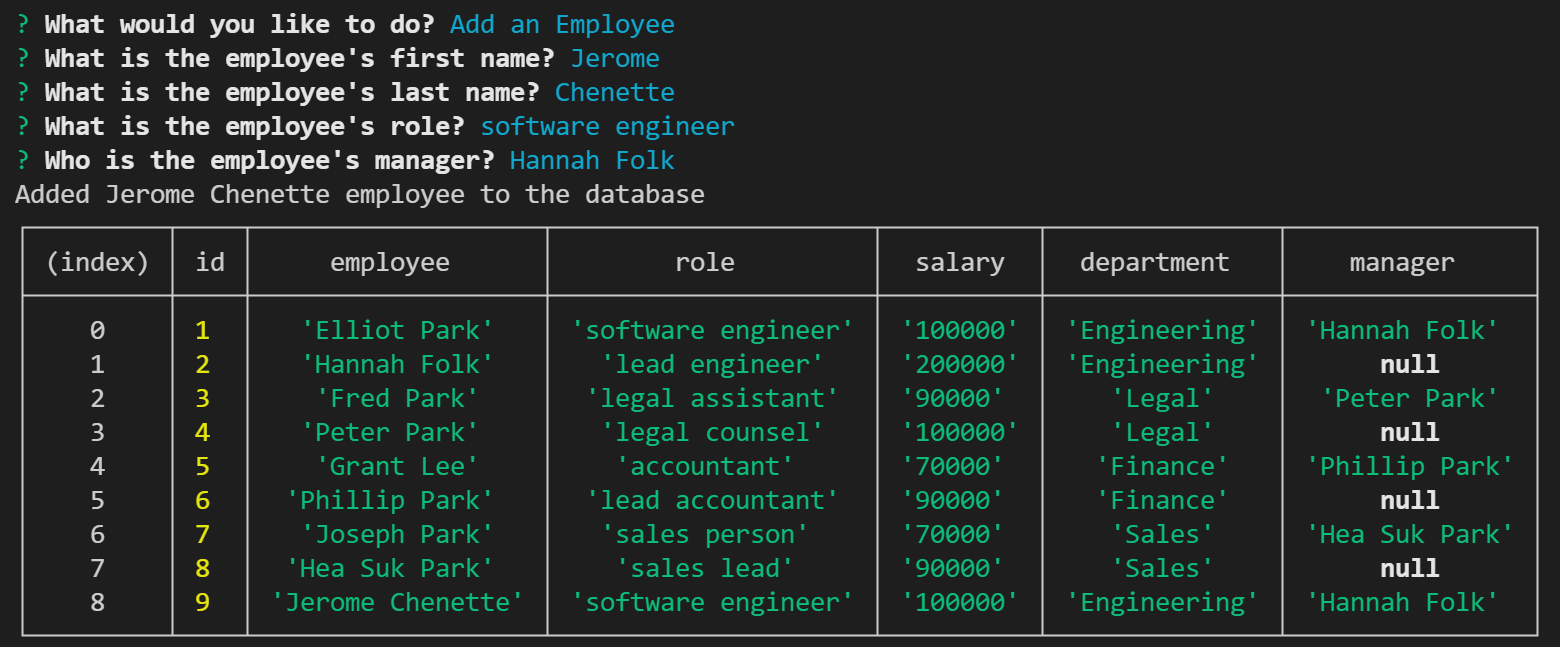 ? What would you like to do? Add an Employee
? What is the employee's first name? Jerome
? What is the employee's last name? Chenette
? What is the employee's role? software engineer
? Who is the employee's manager? Hannah Folk
Added Jerome Chenette employee to the database
(index) id employee role salary department manager
0 1 'Elliot Park' 'software engineer' '100000' 'Engineering' 'Hannah Folk'
1 2 'Hannah Folk' 'lead engineer' '200000' 'Engineering' null
2 3 'Fred Park' 'legal assistant' '90000' 'Legal' 'Peter Park'
3 4 'Peter Park' 'legal counsel' '100000' 'Legal' null
4 5 'Grant Lee' 'accountant' '70000' 'Finance' 'Phillip Park'
5 6 'Phillip Park' 'lead accountant' '90000' 'Finance' null
6 7 'Joseph Park' 'sales person' '70000' 'Sales' 'Hea Suk Park'
7 8 'Hea Suk Park' 'sales lead' '90000' 'Sales' null
8 9 'Jerome Chenette' 'software engineer' '100000' 'Engineering' 'Hannah Folk'